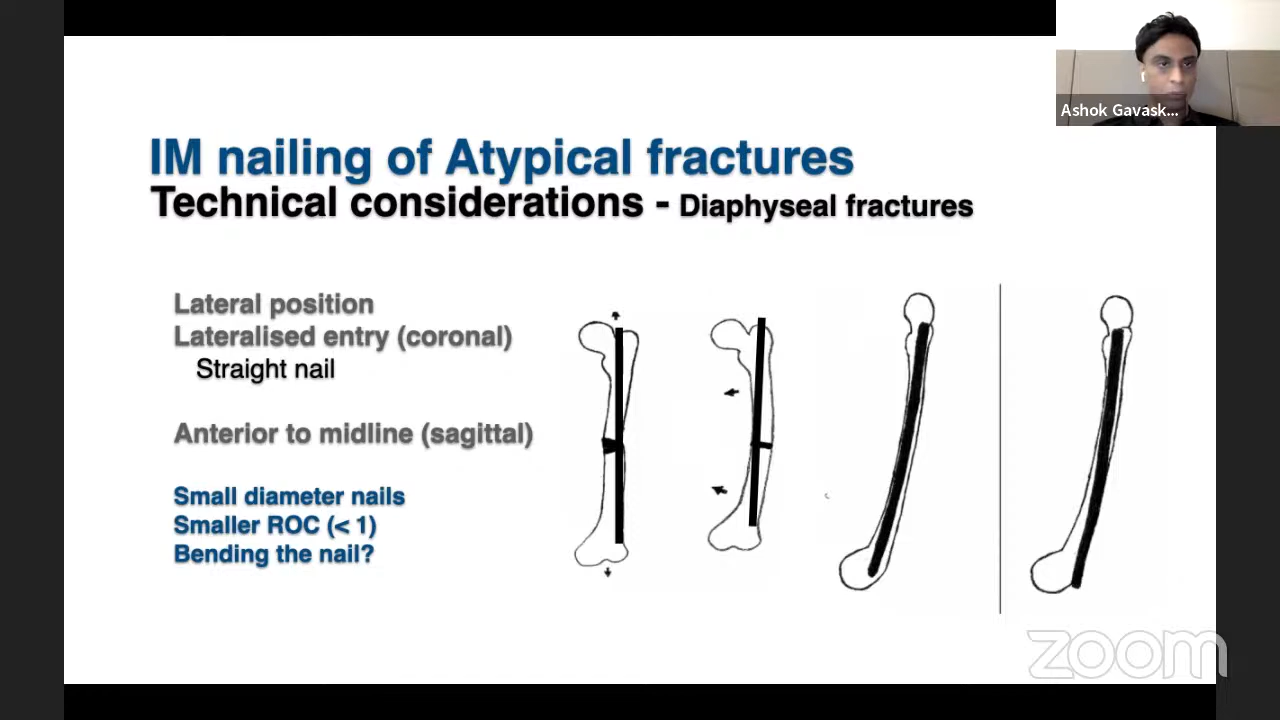 Ashok Gavask...
IM nailing of Atypical fractures
Technical considerations - Diaphyseal fractures
Lateral position
Lateralised entry (coronal)
Straight nail
Anterior to midline (sagittal)
Small diameter nails
Smaller ROC (< 1)
Bending the nail?
zoom